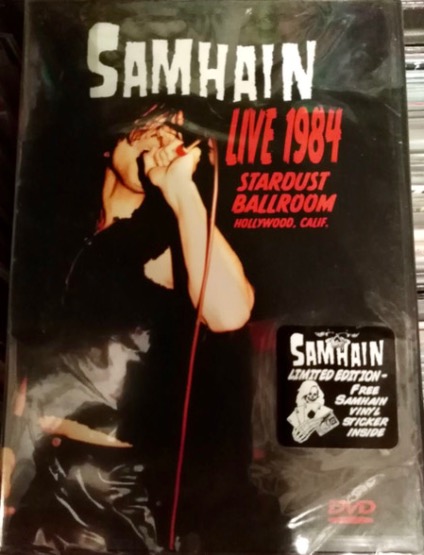 SAMHAIN
LIVE 1984
STARDUST
BALLROOM
HOLLYWOOD, CALIF.
SAMHAIN
LIMITED EDITION-
FREE
SAMHAIN
VINYL
STICKER
INSIDE
DVD